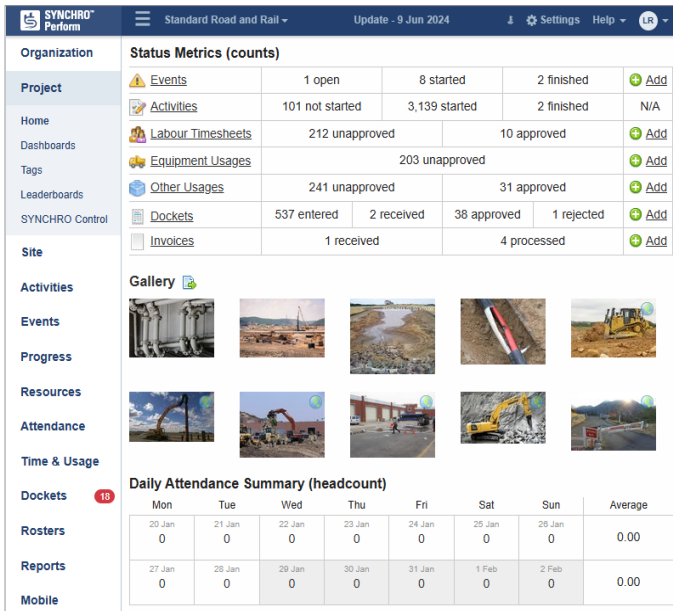 SYNCHRO™
Perform
Standard Road and Rail
Update - 9 Jun 2024
Settings
Help
LR
Organization
Project
Home
Dashboards
Tags
Leaderboards
SYNCHRO Control
Site
Activities
Events
Progress
Resources
Attendance
Time & Usage
Dockets 18
Rosters
Reports
Mobile
Status Metrics (counts)
Events 1 open 8 started 2 finished Add
Activities 101 not started 3,139 started 2 finished N/A
Labour Timesheets 212 unapproved 10 approved Add
Equipment Usages 203 unapproved Add
Other Usages 241 unapproved 31 approved Add
Dockets 537 entered 2 received 38 approved 1 rejected Add
Invoices 1 received 4 processed Add
Gallery
Daily Attendance Summary (headcount)
Mon Tue Wed Thu Fri Sat Sun Average
20 Jan 21 Jan 22 Jan 23 Jan 24 Jan 25 Jan 26 Jan
0 0 0 0 0 0 0 0.00
27 Jan 28 Jan 29 Jan 30 Jan 31 Jan 1 Feb 2 Feb
0 0 0 0 0 0 0 0.00